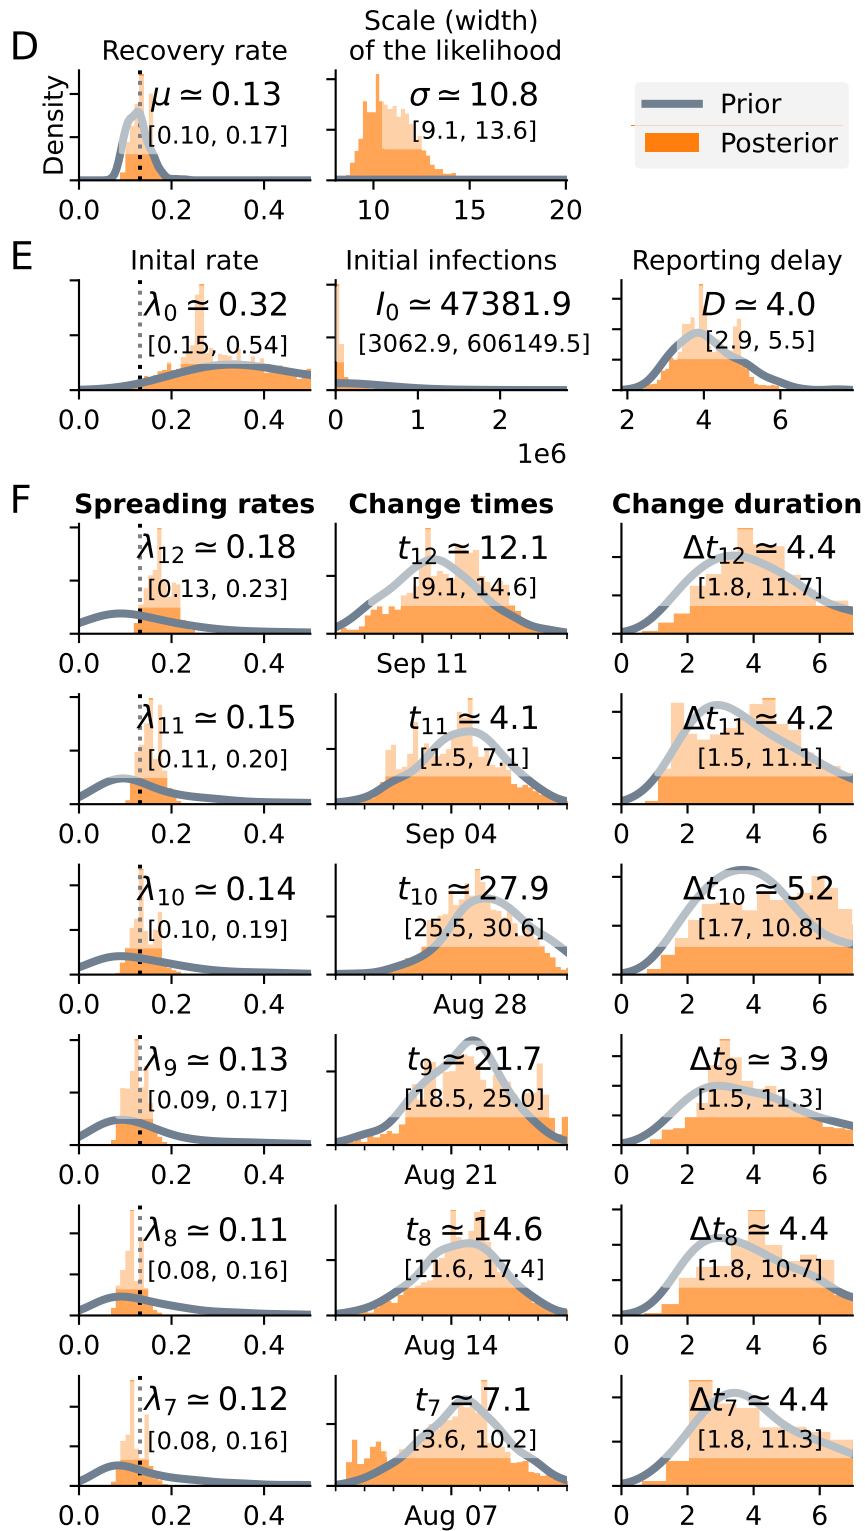 D
Recovery rate
Scale (width)
of the likelihood
Density
μ ≃ 0.13
[0.10, 0.17]
0.0 0.2 0.4
σ ≃ 10.8
[9.1, 13.6]
10 15 20
Prior
Posterior
E
Inital rate
λ0 ≃ 0.32
[0.15, 0.54]
0.0 0.2 0.4
Initial infections
I0 ≃ 47381.9
[3062.9, 606149.5]
0 1 2
1e6
Reporting delay
D ≃ 4.0
[2.9, 5.5]
2 4 6
F
Spreading rates
Change times
Change duration
λ12 ≃ 0.18
[0.13, 0.23]
0.0 0.2 0.4
t12 ≃ 12.1
[9.1, 14.6]
Sep 11
Δt12 ≃ 4.4
[1.8, 11.7]
0 2 4 6
λ11 ≃ 0.15
[0.11, 0.20]
0.0 0.2 0.4
t11 ≃ 4.1
[1.5, 7.1]
Sep 04
Δt11 ≃ 4.2
[1.5, 11.1]
0 2 4 6
λ10 ≃ 0.14
[0.10, 0.19]
0.0 0.2 0.4
t10 ≃ 27.9
[25.5, 30.6]
Aug 28
Δt10 ≃ 5.2
[1.7, 10.8]
0 2 4 6
λ9 ≃ 0.13
[0.09, 0.17]
0.0 0.2 0.4
t9 ≃ 21.7
[18.5, 25.0]
Aug 21
Δt9 ≃ 3.9
[1.5, 11.3]
0 2 4 6
λ8 ≃ 0.11
[0.08, 0.16]
0.0 0.2 0.4
t8 ≃ 14.6
[11.6, 17.4]
Aug 14
Δt8 ≃ 4.4
[1.8, 10.7]
0 2 4 6
λ7 ≃ 0.12
[0.08, 0.16]
0.0 0.2 0.4
t7 ≃ 7.1
[3.6, 10.2]
Aug 07
Δt7 ≃ 4.4
[1.8, 11.3]
0 2 4 6